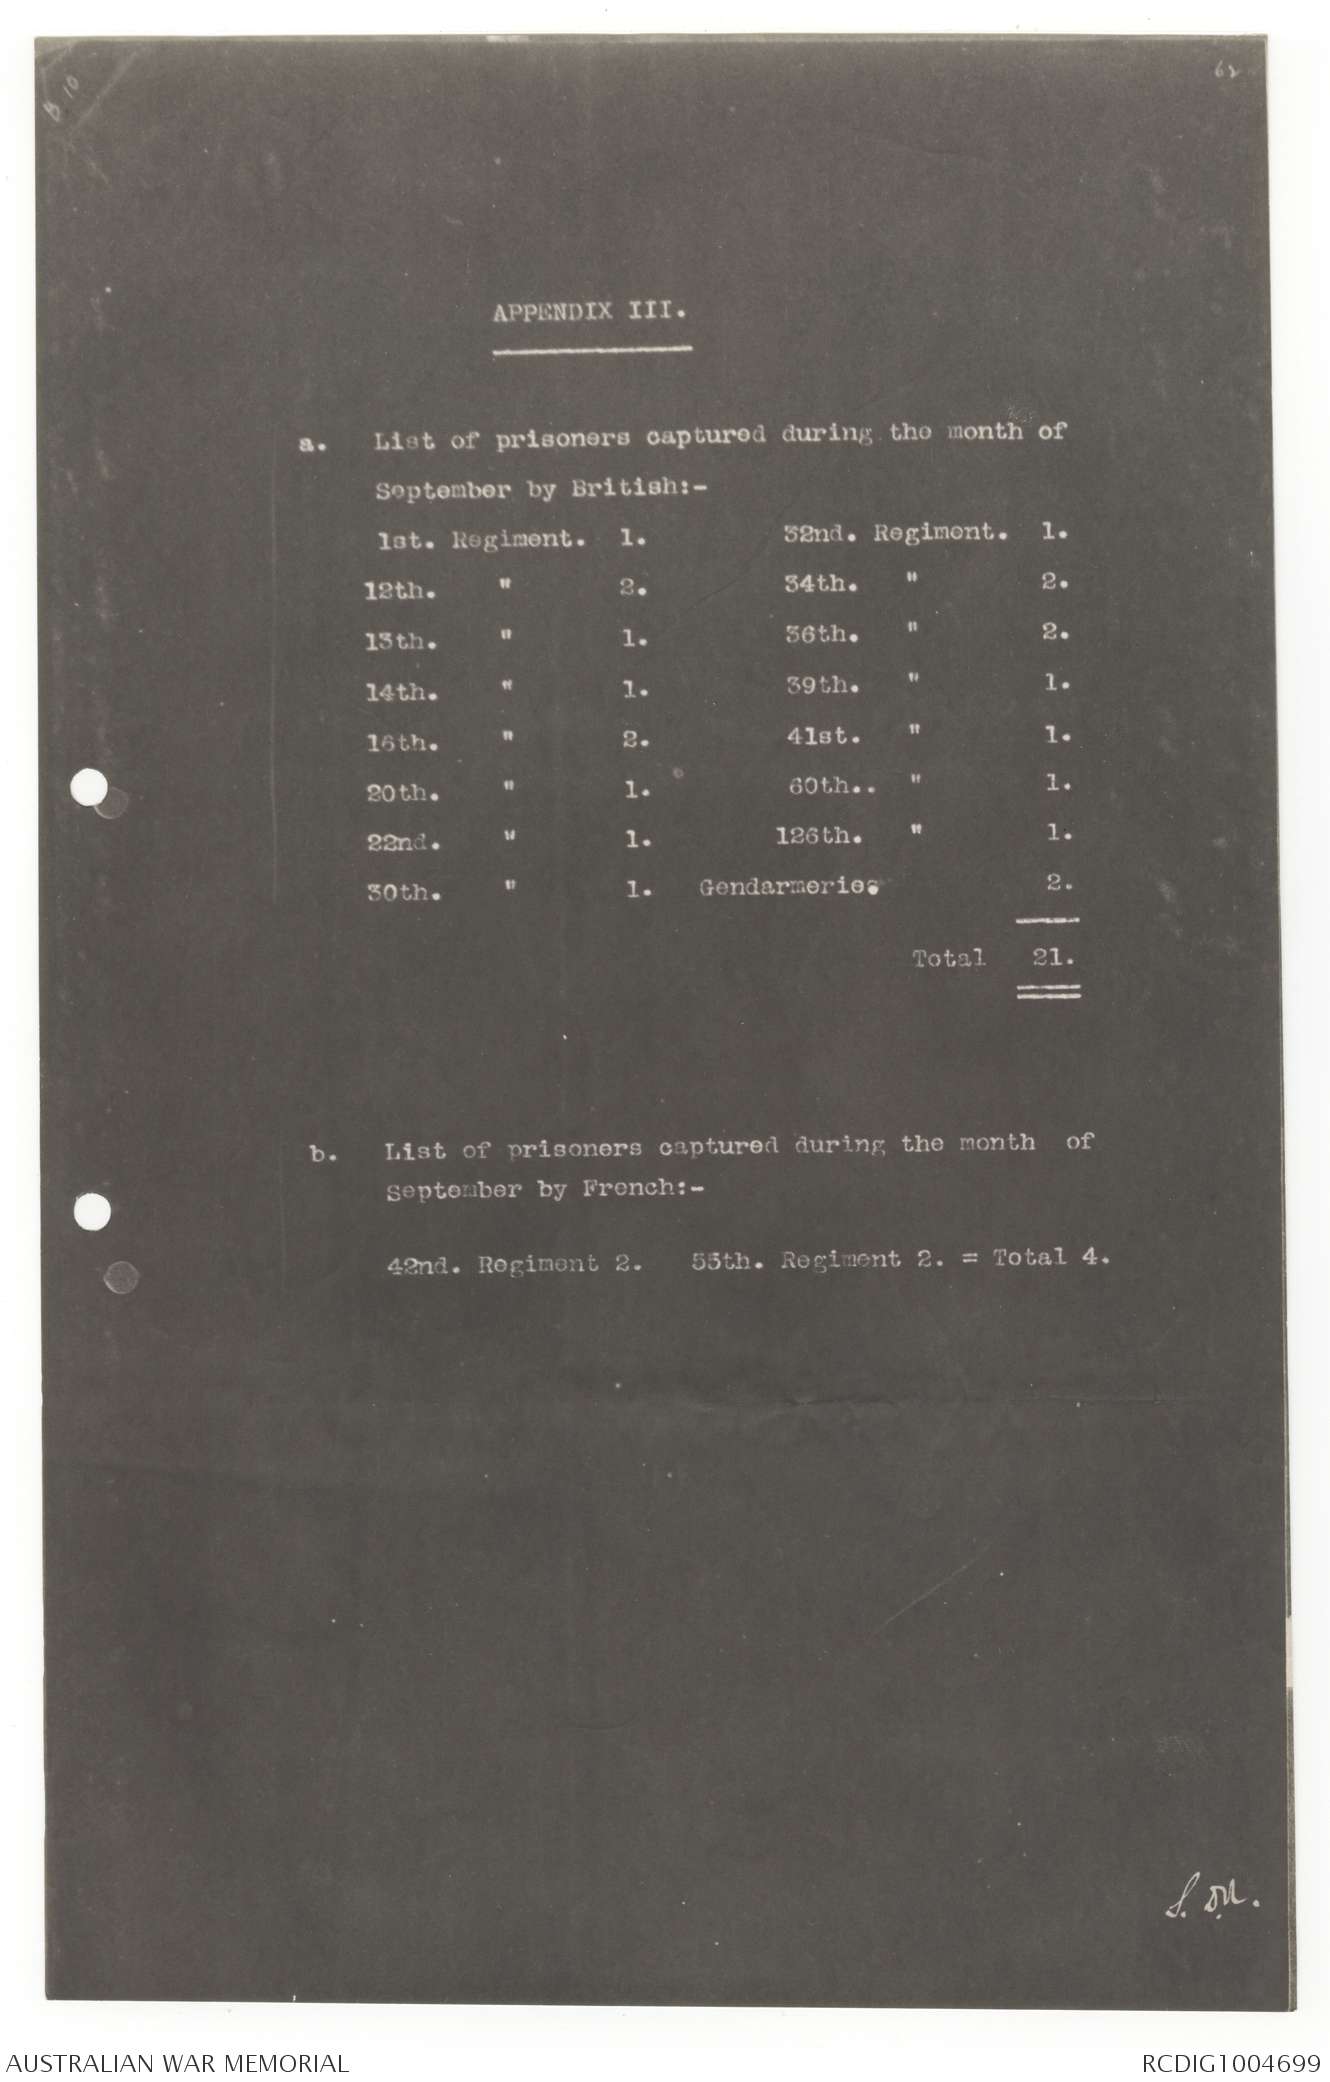 B 10
62
APPENDIX III.
a. List of prisoners captured during the month of
September by British:-
1st. Regiment. 1. 32nd. Regiment. 1.
12th. " 2. 34th. " 2.
13th. " 1. 36th. " 2.
14th. " 1. 39th. " 1.
16th. " 2. 41st. " 1.
20th. " 1. 60th.. " 1.
22nd. " 1. 126th. " 1.
30th. " 1. Gendarmerie. 2.
Total 21.
b. List of prisoners captured during the month of
September by French:-
42nd. Regiment 2. 55th. Regiment 2. = Total 4.
AUSTRALIAN WAR MEMORIAL
RCDIG1004699